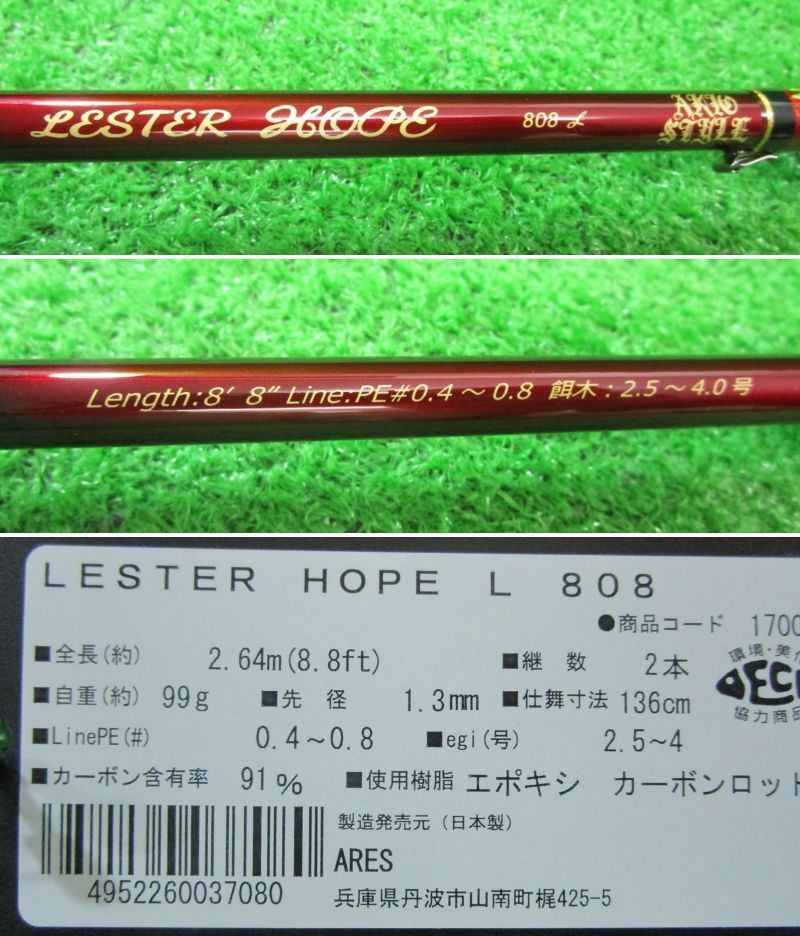 LESTER HOPE 808 L AKIO STYLE
Length:8' 8" Line:PE#0.4～0.8 餌木：2.5～4.0号
LESTER HOPE L 808
●商品コード 1700
■全長(約) 2.64m(8.8ft) ■継 数 2本
環境・美化
■自重(約) 99g ■先 径 1.3mm ■仕舞寸法 136cm
協力商品
■LinePE(#) 0.4～0.8 ■egi(号) 2.5~4
■カーボン含有率 91% ■使用樹脂 エポキシ カーボンロッド
製造発売元（日本製）
ARES
4952260037080
兵庫県丹波市山南町梶425-5